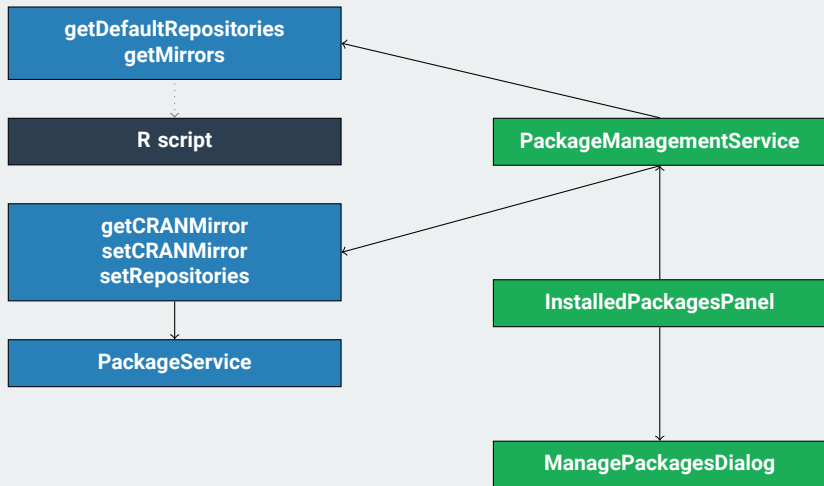 getDefaultRepositories
getMirrors
R script
PackageManagementService
getCRANMirror
setCRANMirror
setRepositories
InstalledPackagesPanel
PackageService
ManagePackagesDialog